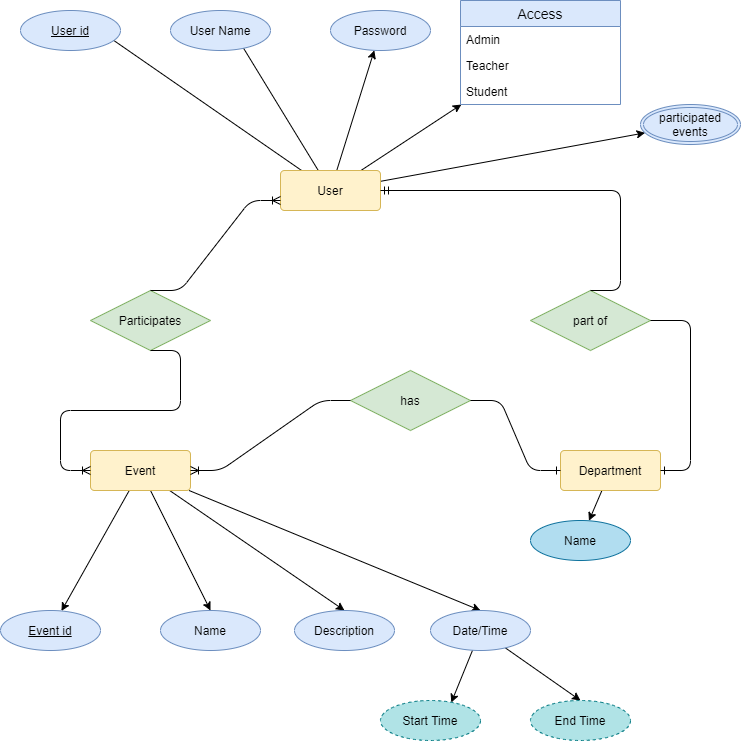 User id
User Name
Password
Access
Admin
Teacher
Student
participated
events
User
Participates
part of
has
Event
Department
Name
Event id
Name
Description
Date/Time
Start Time
End Time